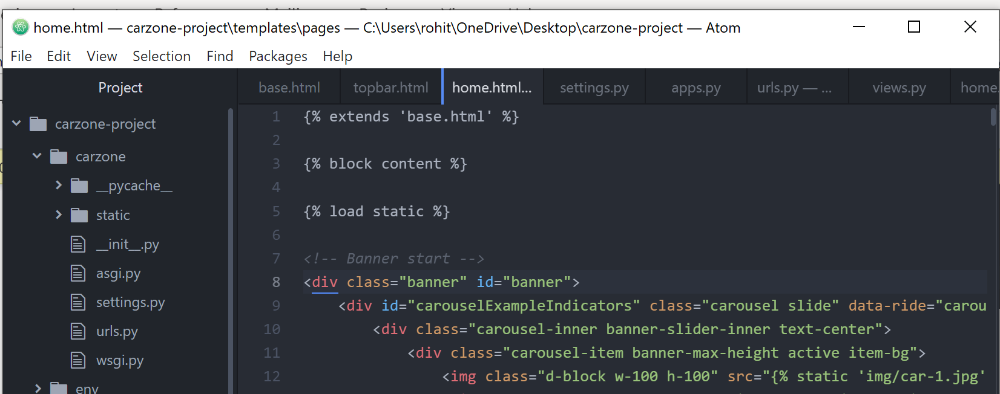 home.html — carzone-project\templates\pages — C:\Users\rohit\OneDrive\Desktop\carzone-project — Atom
File Edit View Selection Find Packages Help
Project
carzone-project
carzone
__pycache__
static
__init__.py
asgi.py
settings.py
urls.py
wsgi.py
env
base.html topbar.html home.html... settings.py apps.py urls.py — ... views.py home.
1 {% extends 'base.html' %}
2
3 {% block content %}
4
5 {% load static %}
6
7 <!-- Banner start -->
8 <div class="banner" id="banner">
9 <div id="carouselExampleIndicators" class="carousel slide" data-ride="carou
10 <div class="carousel-inner banner-slider-inner text-center">
11 <div class="carousel-item banner-max-height active item-bg">
12 <img class="d-block w-100 h-100" src="{% static 'img/car-1.jpg'